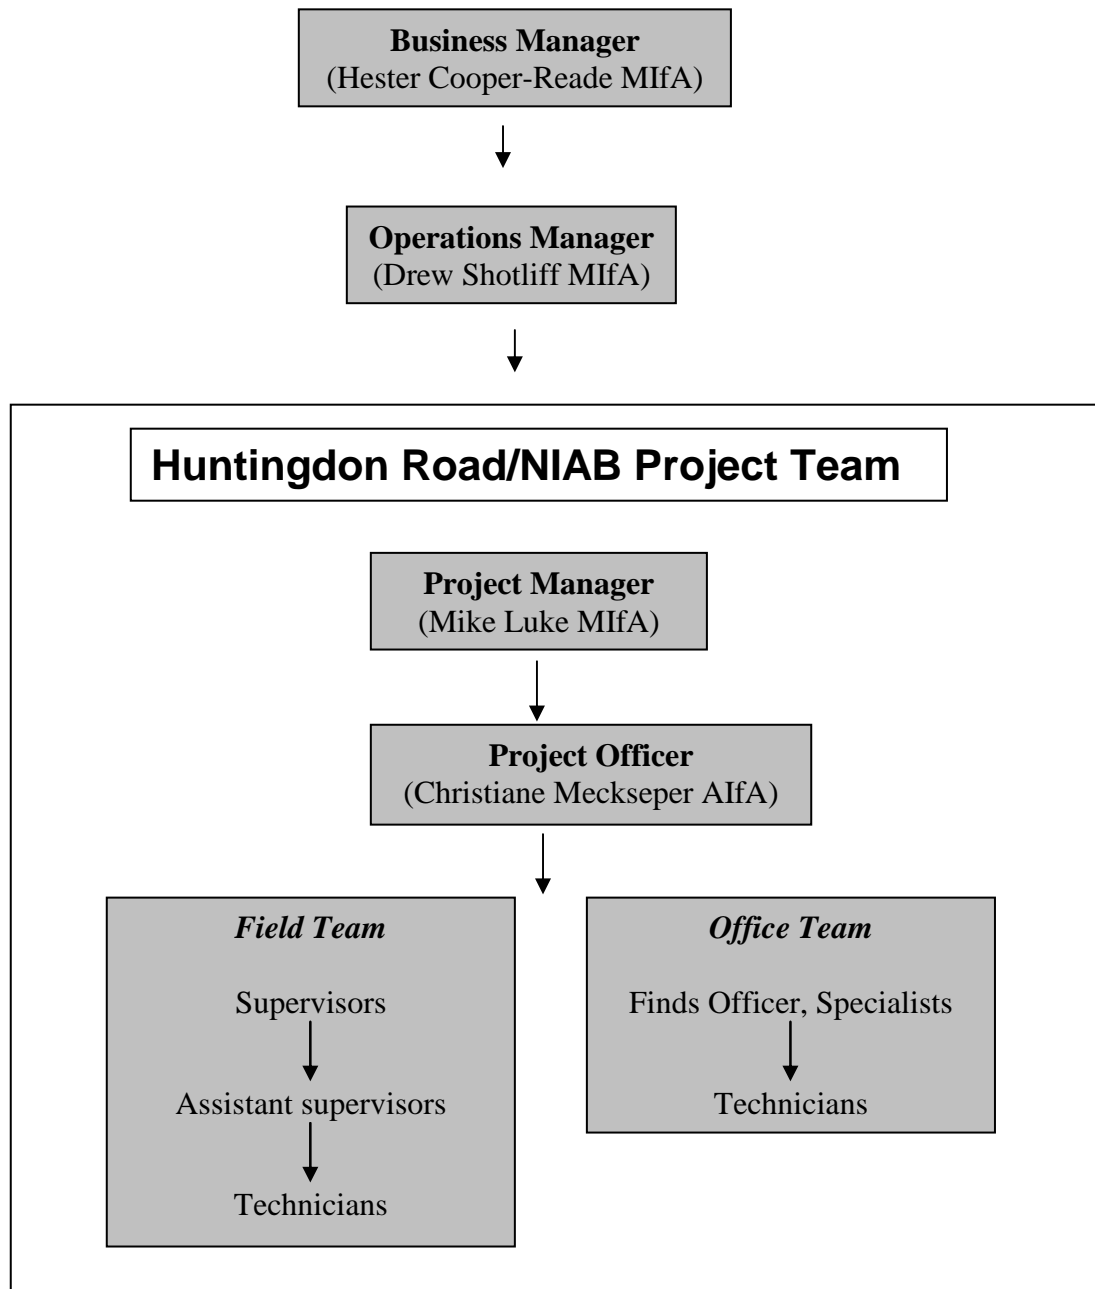 Business Manager
(Hester Cooper-Reade MIfA)
Operations Manager
(Drew Shotliff MIfA)
Huntingdon Road/NIAB Project Team
Project Manager
(Mike Luke MIfA)
Project Officer
(Christiane Meckseper AIfA)
Field Team
Supervisors
Assistant supervisors
Technicians
Office Team
Finds Officer, Specialists
Technicians